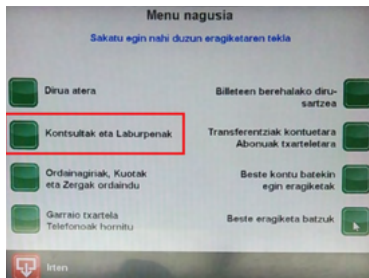 Menu nagusia
Sakatu egin nahi duzun eragiketaren tekla
Dirua atera
Billeteen berehalako diru-
sartzea
Kontsultak eta Laburpenak
Transferentziak kontuetara
Abonuak txarteletara
Ordainagiriak, Kuotak
eta Zergak ordaindu
Beste kontu batekin
egin eragiketak
Garraio txartela
Telefonoak hornitu
Beste eragiketa batzuk
Irten